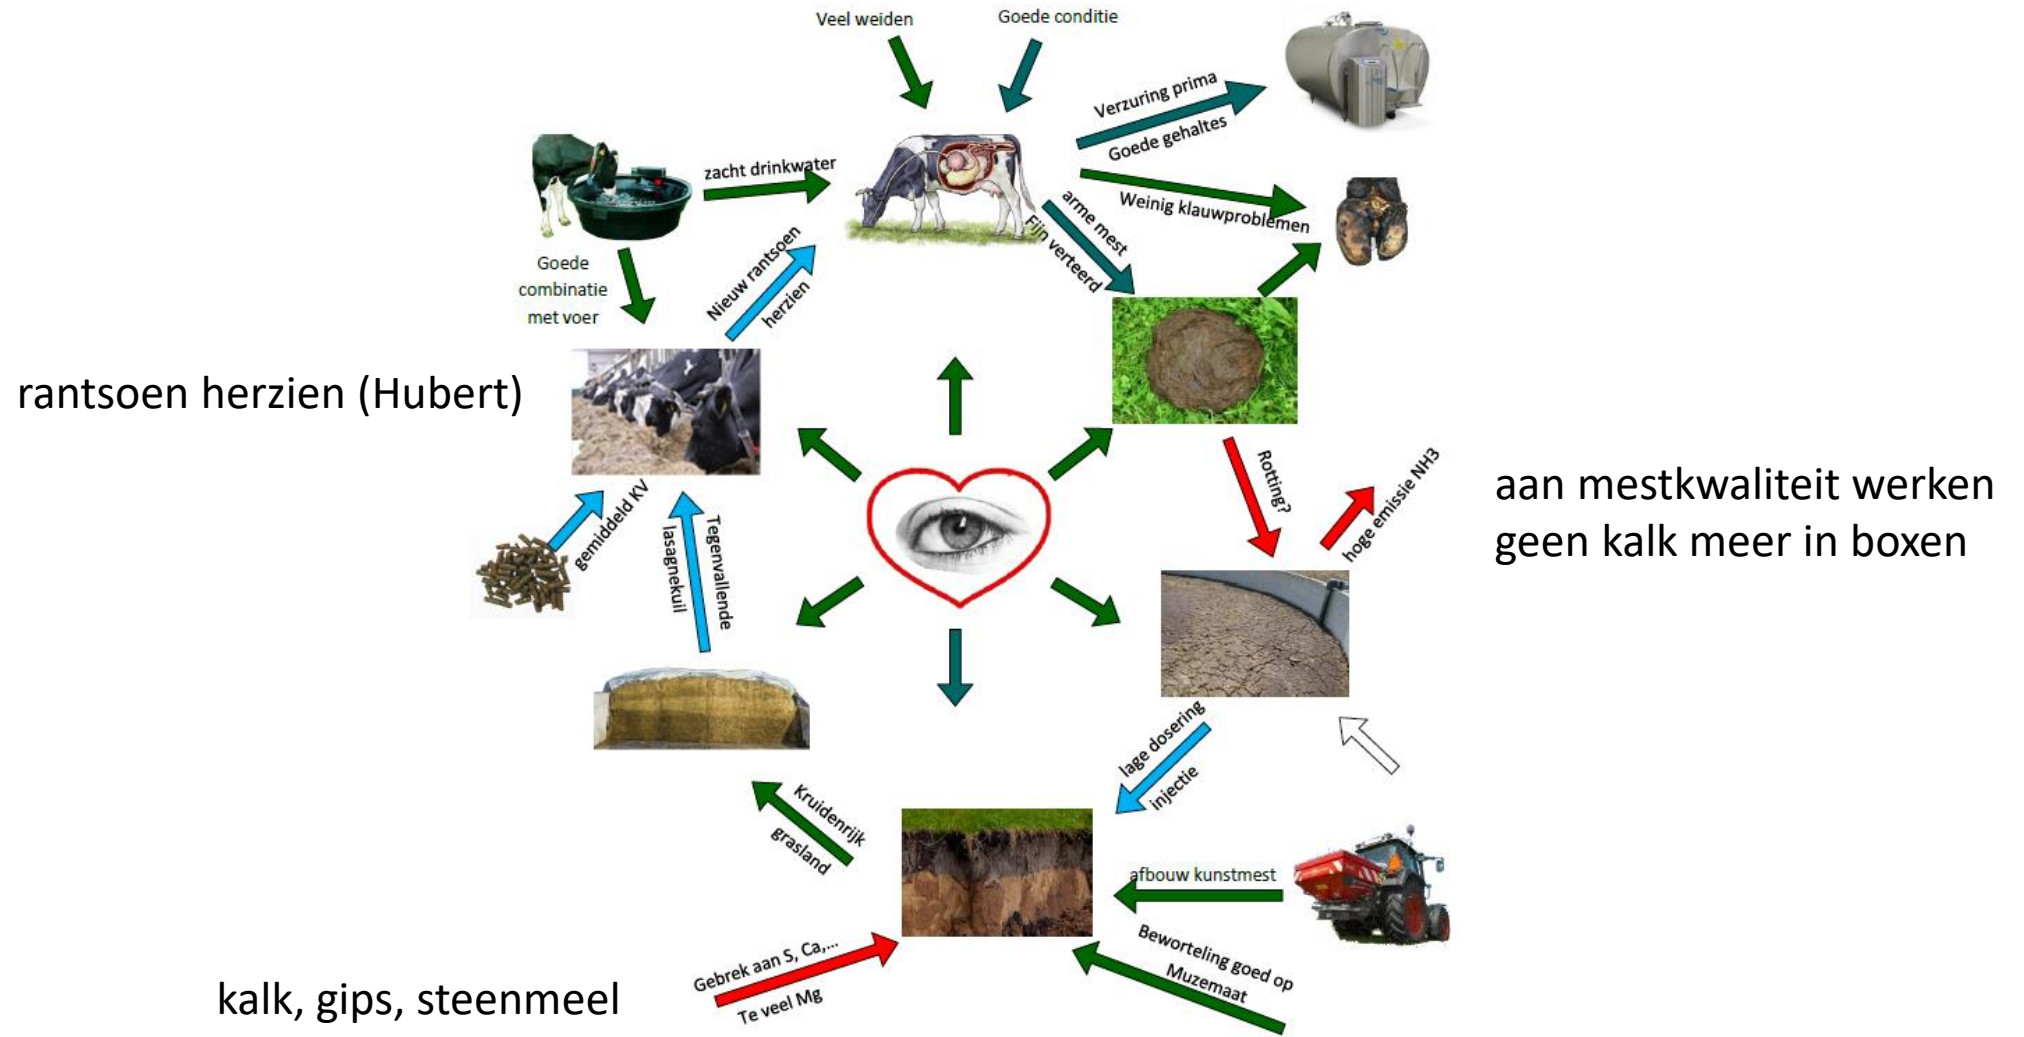 Veel weiden
Goede conditie
Verzuring prima
Goede gehaltes
zacht drinkwater
Weinig klauwproblemen
arme mest
Fijn verteerd
Goede
combinatie
met voer
Nieuw rantsoen
herzien
rantsoen herzien (Hubert)
gemiddeld KV
Tegenvallende
lasagnekuil
Rotting?
hoge emissie NH3
aan mestkwaliteit werken
geen kalk meer in boxen
lage dosering
injectie
Kruidenrijk
grasland
afbouw kunstmest
Beworteling goed op
Muzemaat
Gebrek aan S, Ca,...
Te veel Mg
kalk, gips, steenmeel